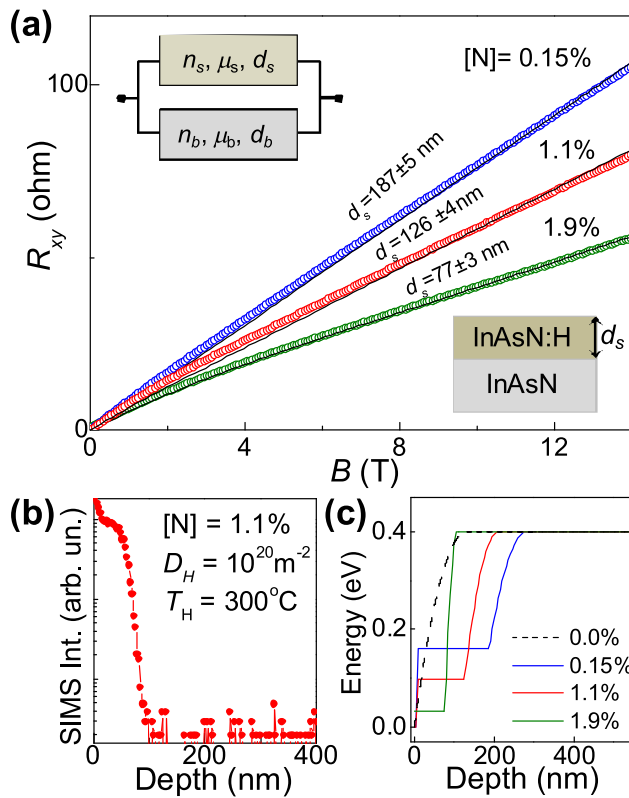 (a)
n_s, μ_s, d_s
n_b, μ_b, d_b
[N]= 0.15%
1.1%
1.9%
d_s=187±5 nm
d_s=126 ±4nm
d_s=77±3 nm
InAsN:H
d_s
InAsN
100
0
R_xy (ohm)
0 4 8 12
B (T)
(b)
[N] = 1.1%
D_H = 10^20 m^-2
T_H = 300°C
SIMS Int. (arb. un.)
0 200 400
Depth (nm)
(c)
0.4
0.2
0.0
Energy (eV)
0.0%
0.15%
1.1%
1.9%
0 200 400
Depth (nm)